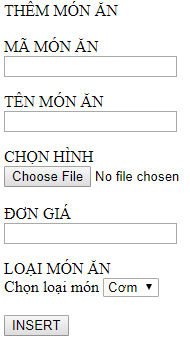 THÊM MÓN ĂN
MÃ MÓN ĂN
TÊN MÓN ĂN
CHỌN HÌNH
Choose File No file chosen
ĐƠN GIÁ
LOẠI MÓN ĂN
Chọn loại món Cơm
INSERT